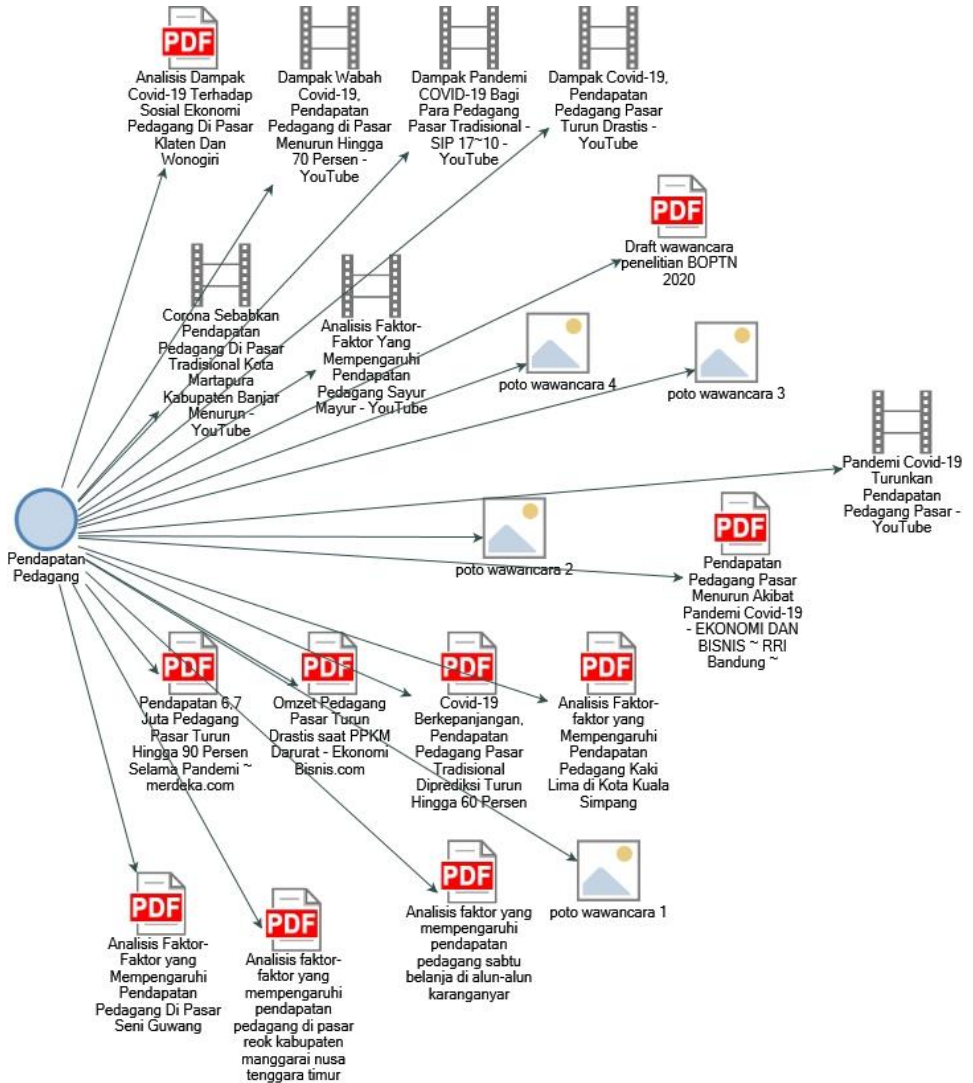 PDF
Analisis Dampak
Covid-19 Terhadap
Sosial Ekonomi
Pedagang Di Pasar
Klaten Dan
Wonogiri
Dampak Wabah
Covid-19,
Pendapatan
Pedagang di Pasar
Menurun Hingga
70 Persen -
YouTube
Dampak Pandemi
COVID-19 Bagi
Para Pedagang
Pasar Tradisional -
SIP 17~10 -
YouTube
Dampak Covid-19,
Pendapatan
Pedagang Pasar
Turun Drastis -
YouTube
PDF
Draft wawancara
penelitian BOPTN
2020
Corona Sebabkan
Pendapatan
Pedagang Di Pasar
Tradisional Kota
Martapura
Kabupaten Banjar
Menurun -
YouTube
Analisis Faktor-
Faktor Yang
Mempengaruhi
Pendapatan
Pedagang Sayur
Mayur - YouTube
poto wawancara 4
poto wawancara 3
Pandemi Covid-19
Turunkan
Pendapatan
Pedagang Pasar -
YouTube
Pendapatan
Pedagang
poto wawancara 2
PDF
Pendapatan
Pedagang Pasar
Menurun Akibat
Pandemi Covid-19
- EKONOMI DAN
BISNIS ~ RRI
Bandung ~
PDF
Pendapatan 6,7
Juta Pedagang
Pasar Turun
Hingga 90 Persen
Selama Pandemi ~
merdeka.com
PDF
Omzet Pedagang
Pasar Turun
Drastis saat PPKM
Darurat - Ekonomi
Bisnis.com
PDF
Covid-19
Berkepanjangan,
Pendapatan
Pedagang Pasar
Tradisional
Diprediksi Turun
Hingga 60 Persen
PDF
Analisis Faktor-
faktor yang
Mempengaruhi
Pendapatan
Pedagang Kaki
Lima di Kota Kuala
Simpang
PDF
Analisis Faktor-
Faktor yang
Mempengaruhi
Pendapatan
Pedagang Di Pasar
Seni Guwang
PDF
Analisis faktor-
faktor yang
mempengaruhi
pendapatan
pedagang di pasar
reok kabupaten
manggarai nusa
tenggara timur
PDF
Analisis faktor yang
mempengaruhi
pendapatan
pedagang sabtu
belanja di alun-alun
karanganyar
poto wawancara 1